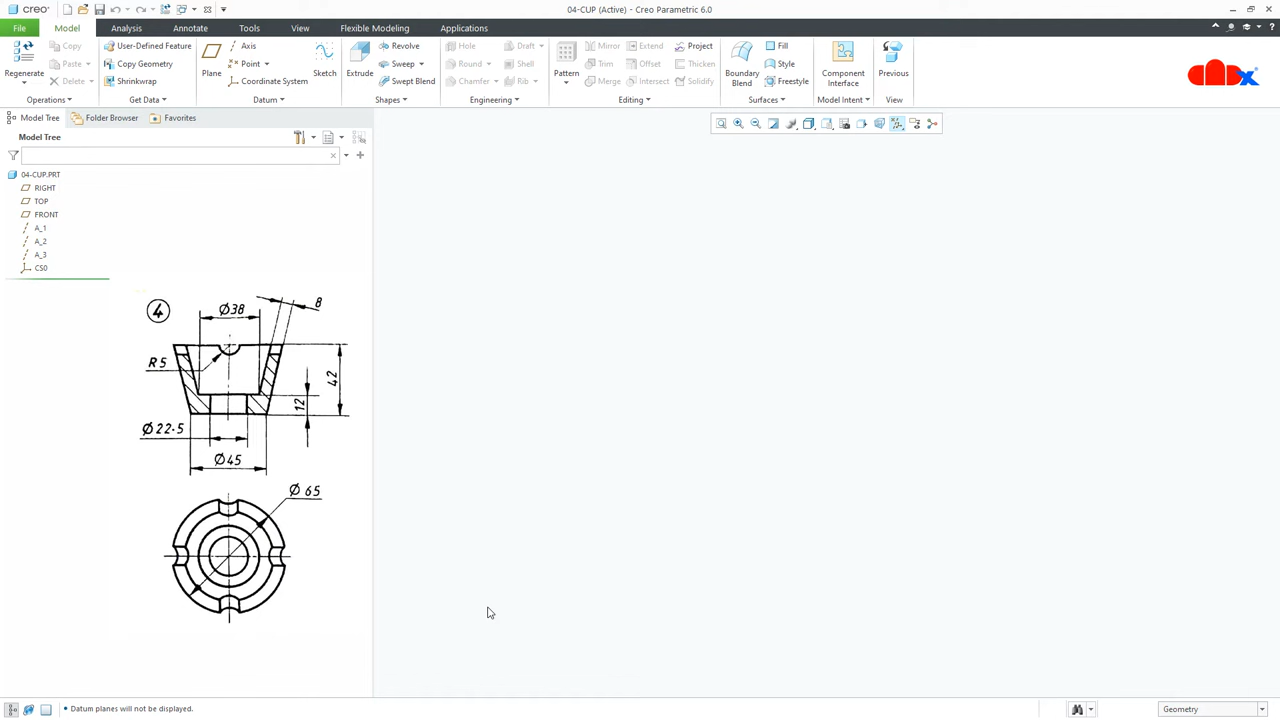 creo°
04-CUP (Active) - Creo Parametric 6.0
File Model Analysis Annotate Tools View Flexible Modeling Applications
Regenerate
Copy
Paste
Delete
Operations
User-Defined Feature
Copy Geometry
Shrinkwrap
Get Data
Plane
Axis
Point
Coordinate System
Sketch
Datum
Extrude
Revolve
Sweep
Swept Blend
Shapes
Hole
Round
Chamfer
Draft
Shell
Rib
Engineering
Pattern
Mirror
Trim
Merge
Extend
Offset
Intersect
Project
Thicken
Solidify
Editing
Boundary
Blend
Fill
Style
Freestyle
Surfaces
Component
Interface
Model Intent
Previous
View
Model Tree Folder Browser Favorites
Model Tree
04-CUP.PRT
RIGHT
TOP
FRONT
A_1
A_2
A_3
CS0
4
Ø38
8
R5
42
12
Ø22.5
Ø45
Ø 65
• Datum planes will not be displayed.
Geometry